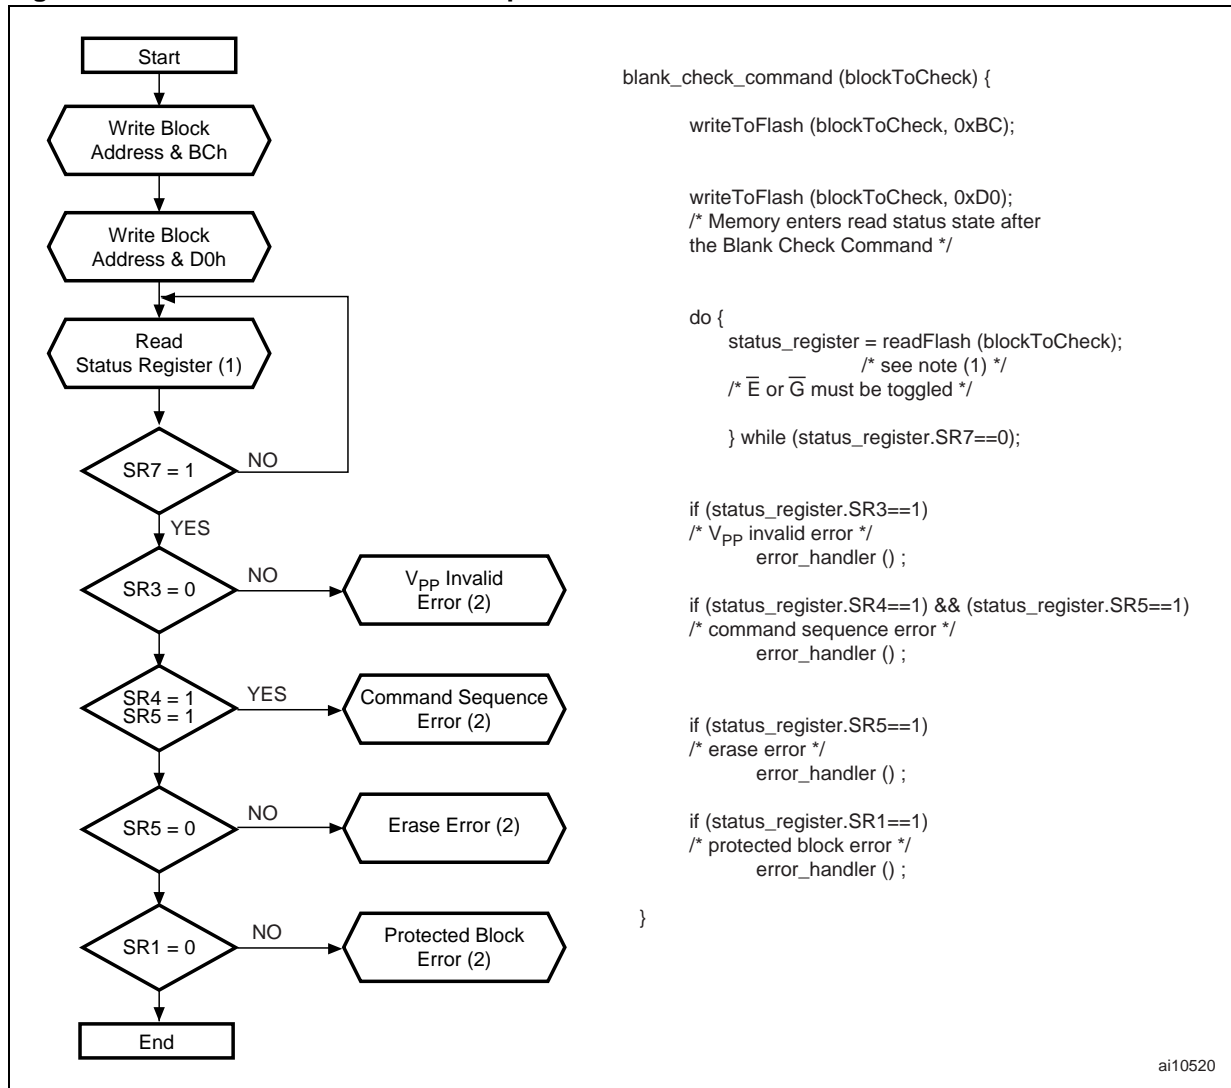 Start
Write Block
Address & BCh
Write Block
Address & D0h
Read
Status Register (1)
SR7 = 1
NO
YES
SR3 = 0
NO
VPP Invalid
Error (2)
SR4 = 1
SR5 = 1
YES
Command Sequence
Error (2)
SR5 = 0
NO
Erase Error (2)
SR1 = 0
NO
Protected Block
Error (2)
End
blank_check_command (blockToCheck) {
writeToFlash (blockToCheck, 0xBC);
writeToFlash (blockToCheck, 0xD0);
/* Memory enters read status state after
the Blank Check Command */
do {
status_register = readFlash (blockToCheck);
/* see note (1) */
/* E̅ or G̅ must be toggled */
} while (status_register.SR7==0);
if (status_register.SR3==1)
/* VPP invalid error */
error_handler () ;
if (status_register.SR4==1) && (status_register.SR5==1)
/* command sequence error */
error_handler () ;
if (status_register.SR5==1)
/* erase error */
error_handler () ;
if (status_register.SR1==1)
/* protected block error */
error_handler () ;
}
ai10520